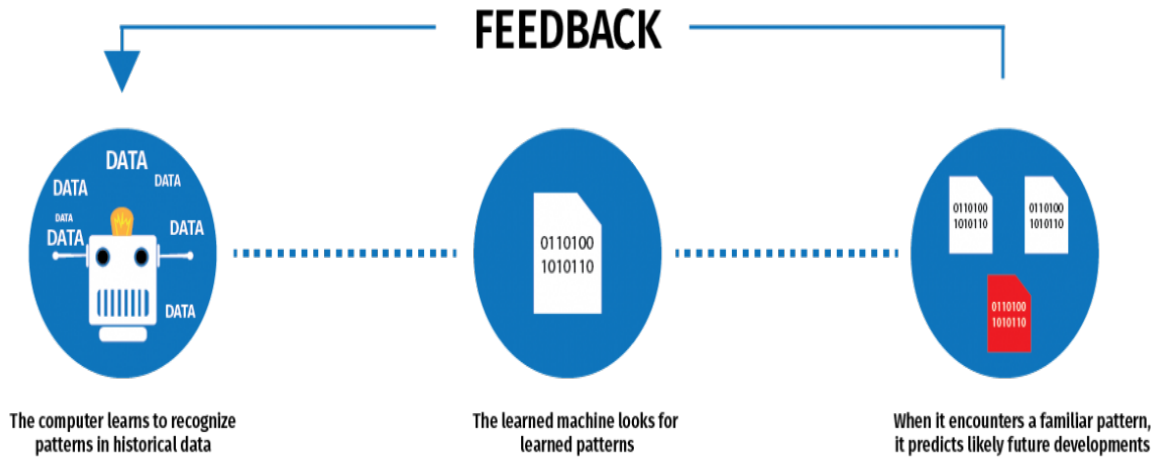 FEEDBACK
DATA
DATA
DATA
DATA
DATA
DATA
DATA
0110100
1010110
0110100
1010110
0110100
1010110
0110100
1010110
The computer learns to recognize
patterns in historical data
The learned machine looks for
learned patterns
When it encounters a familiar pattern,
it predicts likely future developments